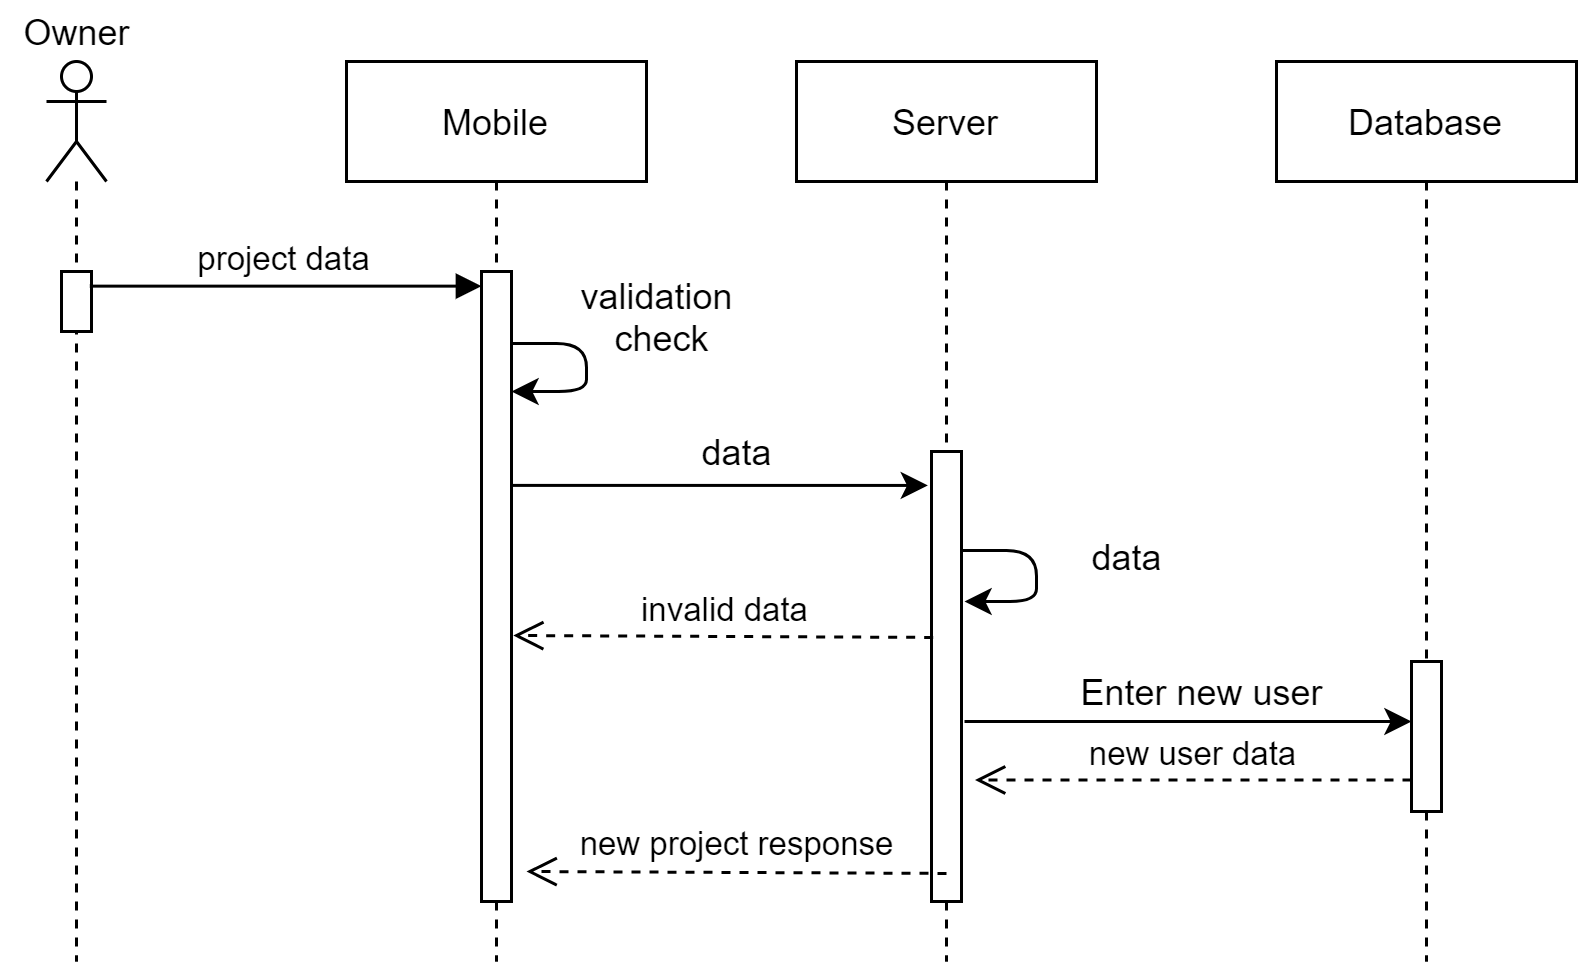 Owner
Mobile
Server
Database
project data
validation
check
data
data
invalid data
Enter new user
new user data
new project response